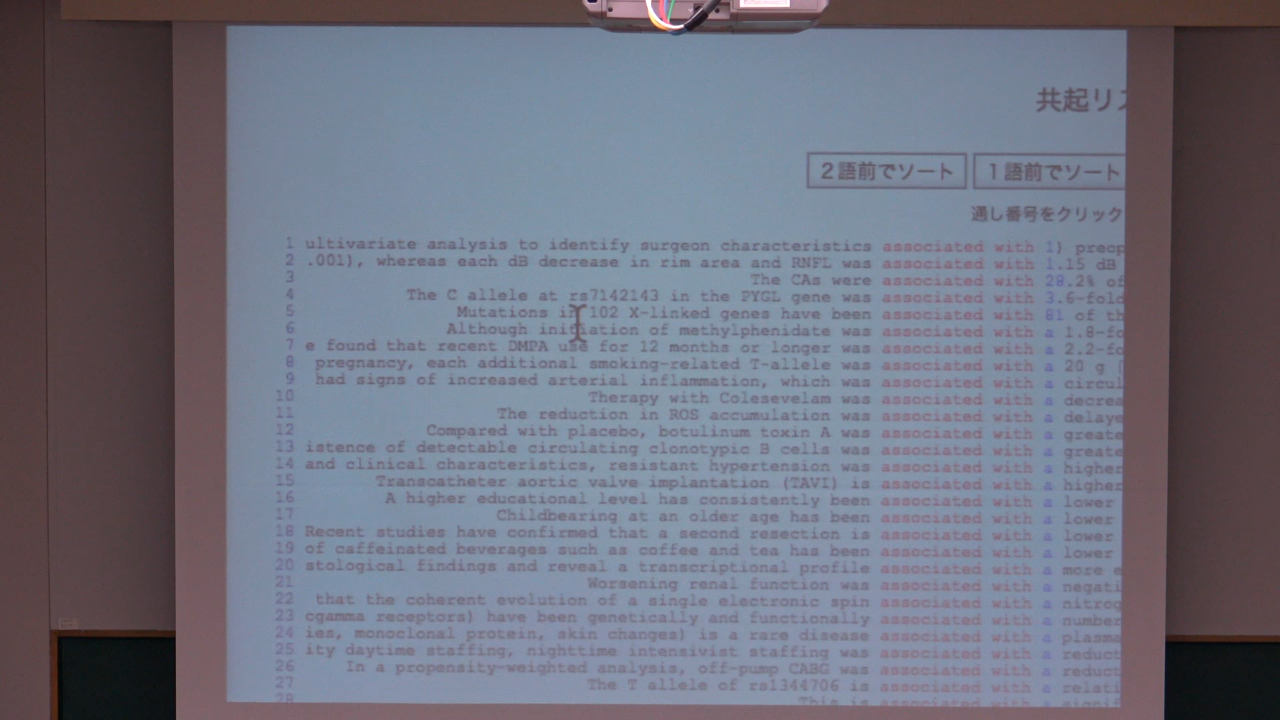 共起リス
2語前でソート 1語前でソート
通し番号をクリック
1 ultivariate analysis to identify surgeon characteristics associated with 1) preop
2 .001), whereas each dB decrease in rim area and RNFL was associated with 1.15 dB
3 The CAs were associated with 28.2% of
4 The C allele at rs7142143 in the PYGL gene was associated with 3.6-fold
5 Mutations in 102 X-linked genes have been associated with 81 of th
6 Although initiation of methylphenidate was associated with a 1.8-fo
7 e found that recent DMPA use for 12 months or longer was associated with a 2.2-fo
8 pregnancy, each additional smoking-related T-allele was associated with a 20 g
9 had signs of increased arterial inflammation, which was associated with a circul
10 Therapy with Colesevelam was associated with a decrea
11 The reduction in ROS accumulation was associated with a delaye
12 Compared with placebo, botulinum toxin A was associated with a greate
13 istence of detectable circulating clonotypic B cells was associated with a greate
14 and clinical characteristics, resistant hypertension was associated with a higher
15 Transcatheter aortic valve implantation (TAVI) is associated with a higher
16 A higher educational level has consistently been associated with a lower
17 Childbearing at an older age has been associated with a lower
18 Recent studies have confirmed that a second resection is associated with a lower
19 of caffeinated beverages such as coffee and tea has been associated with a lower
20 stological findings and reveal a transcriptional profile associated with a more e
21 Worsening renal function was associated with a negati
22 that the coherent evolution of a single electronic spin associated with a nitrog
23 cgamma receptors) have been genetically and functionally associated with a number
24 ies, monoclonal protein, skin changes) is a rare disease associated with a plasma
25 ity daytime staffing, nighttime intensivist staffing was associated with a reduct
26 In a propensity-weighted analysis, off-pump CABG was associated with a reduct
27 The T allele of rs1344706 is associated with a relati
28 This is associated with a signif